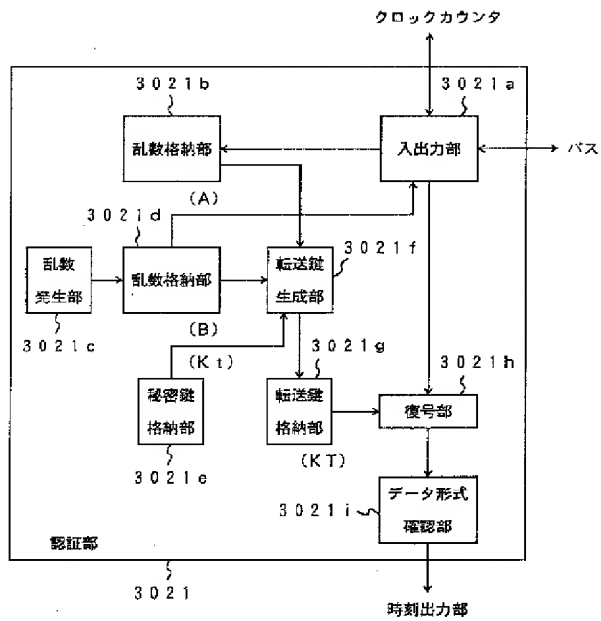 クロックカウンタ
3021b
3021a
乱数格納部
入出力部
バス
(A)
3021d
3021f
乱数
発生部
乱数格納部
転送鍵
生成部
(B)
3021c
(Kt)
3021g
3021h
秘密鍵
格納部
転送鍵
格納部
復号部
(KT)
3021e
データ形式
確認部
3021i
認証部
3021
時刻出力部